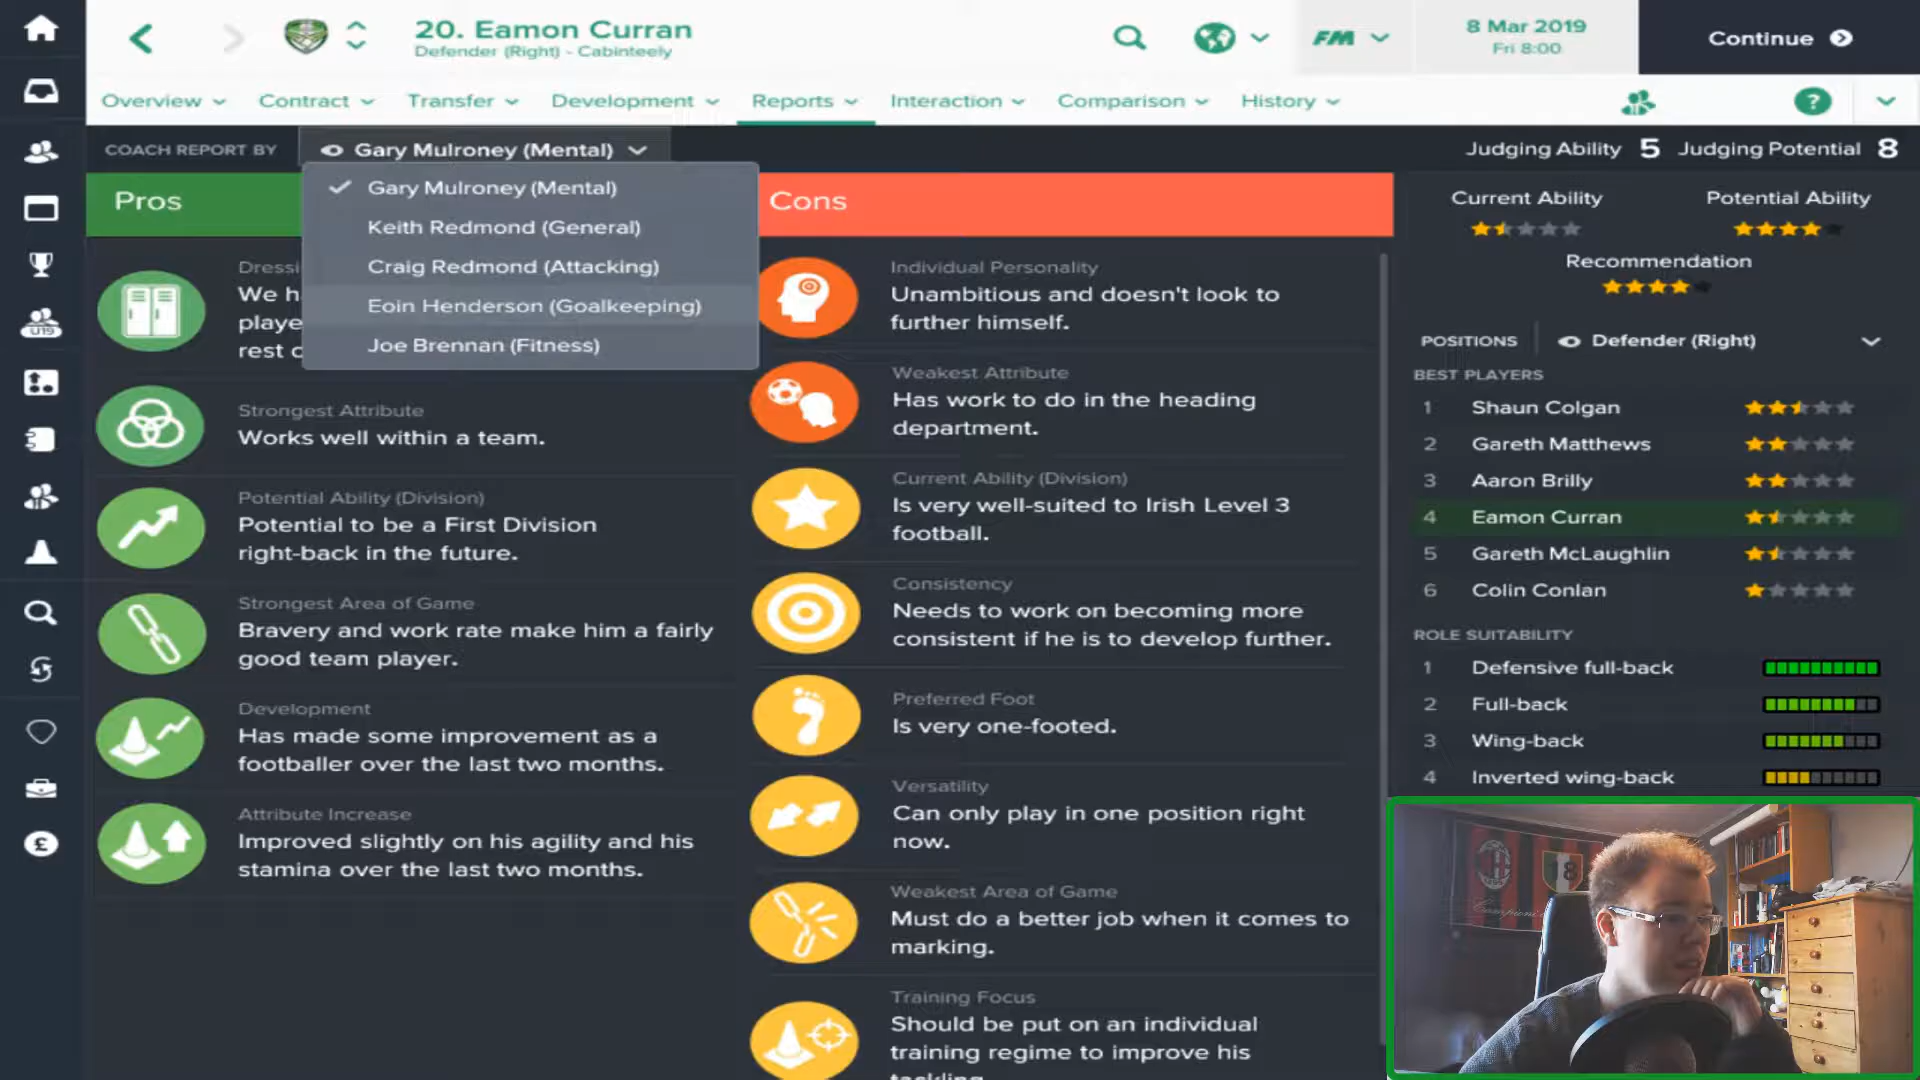 20. Eamon Curran
Defender (Right) - Cabinteely
FM
8 Mar 2019
Fri 8:00
Continue
Overview
Contract
Transfer
Development
Reports
Interaction
Comparison
History
?
COACH REPORT BY
Gary Mulroney (Mental)
Judging Ability 5 Judging Potential 8
Gary Mulroney (Mental)
Keith Redmond (General)
Craig Redmond (Attacking)
Eoin Henderson (Goalkeeping)
Joe Brennan (Fitness)
Pros
Dressi
We h
playe
rest c
Strongest Attribute
Works well within a team.
Potential Ability (Division)
Potential to be a First Division
right-back in the future.
Strongest Area of Game
Bravery and work rate make him a fairly
good team player.
Development
Has made some improvement as a
footballer over the last two months.
Attribute Increase
Improved slightly on his agility and his
stamina over the last two months.
Cons
Individual Personality
Unambitious and doesn't look to
further himself.
Weakest Attribute
Has work to do in the heading
department.
Current Ability (Division)
Is very well-suited to Irish Level 3
football.
Consistency
Needs to work on becoming more
consistent if he is to develop further.
Preferred Foot
Is very one-footed.
Versatility
Can only play in one position right
now.
Weakest Area of Game
Must do a better job when it comes to
marking.
Training Focus
Should be put on an individual
training regime to improve his
tackling.
Current Ability
Potential Ability
Recommendation
POSITIONS
Defender (Right)
BEST PLAYERS
1 Shaun Colgan
2 Gareth Matthews
3 Aaron Brilly
4 Eamon Curran
5 Gareth McLaughlin
6 Colin Conlan
ROLE SUITABILITY
1 Defensive full-back
2 Full-back
3 Wing-back
4 Inverted wing-back
U19
£
18